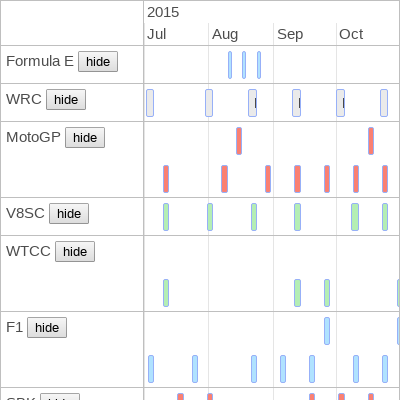 2015
Jul Aug Sep Oct
Formula E hide
WRC hide
MotoGP hide
V8SC hide
WTCC hide
F1 hide